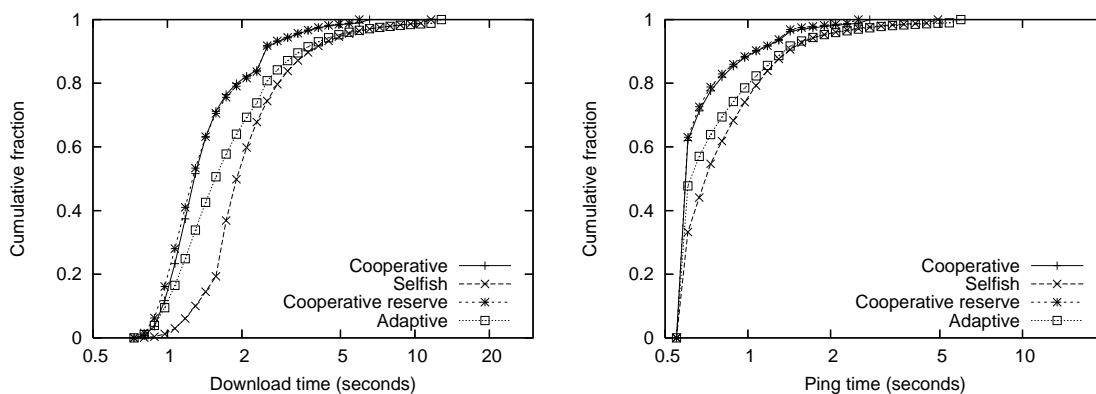 1
0.8
0.6
0.4
0.2
0
Cumulative fraction
Cooperative
Selfish
Cooperative reserve
Adaptive
0.5 1 2 5 10 20
Download time (seconds)
1
0.8
0.6
0.4
0.2
0
Cumulative fraction
Cooperative
Selfish
Cooperative reserve
Adaptive
0.5 1 2 5 10
Ping time (seconds)